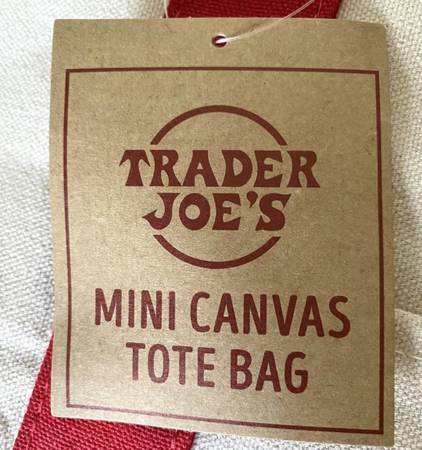 TRADER
JOE'S
MINI CANVAS
TOTE BAG